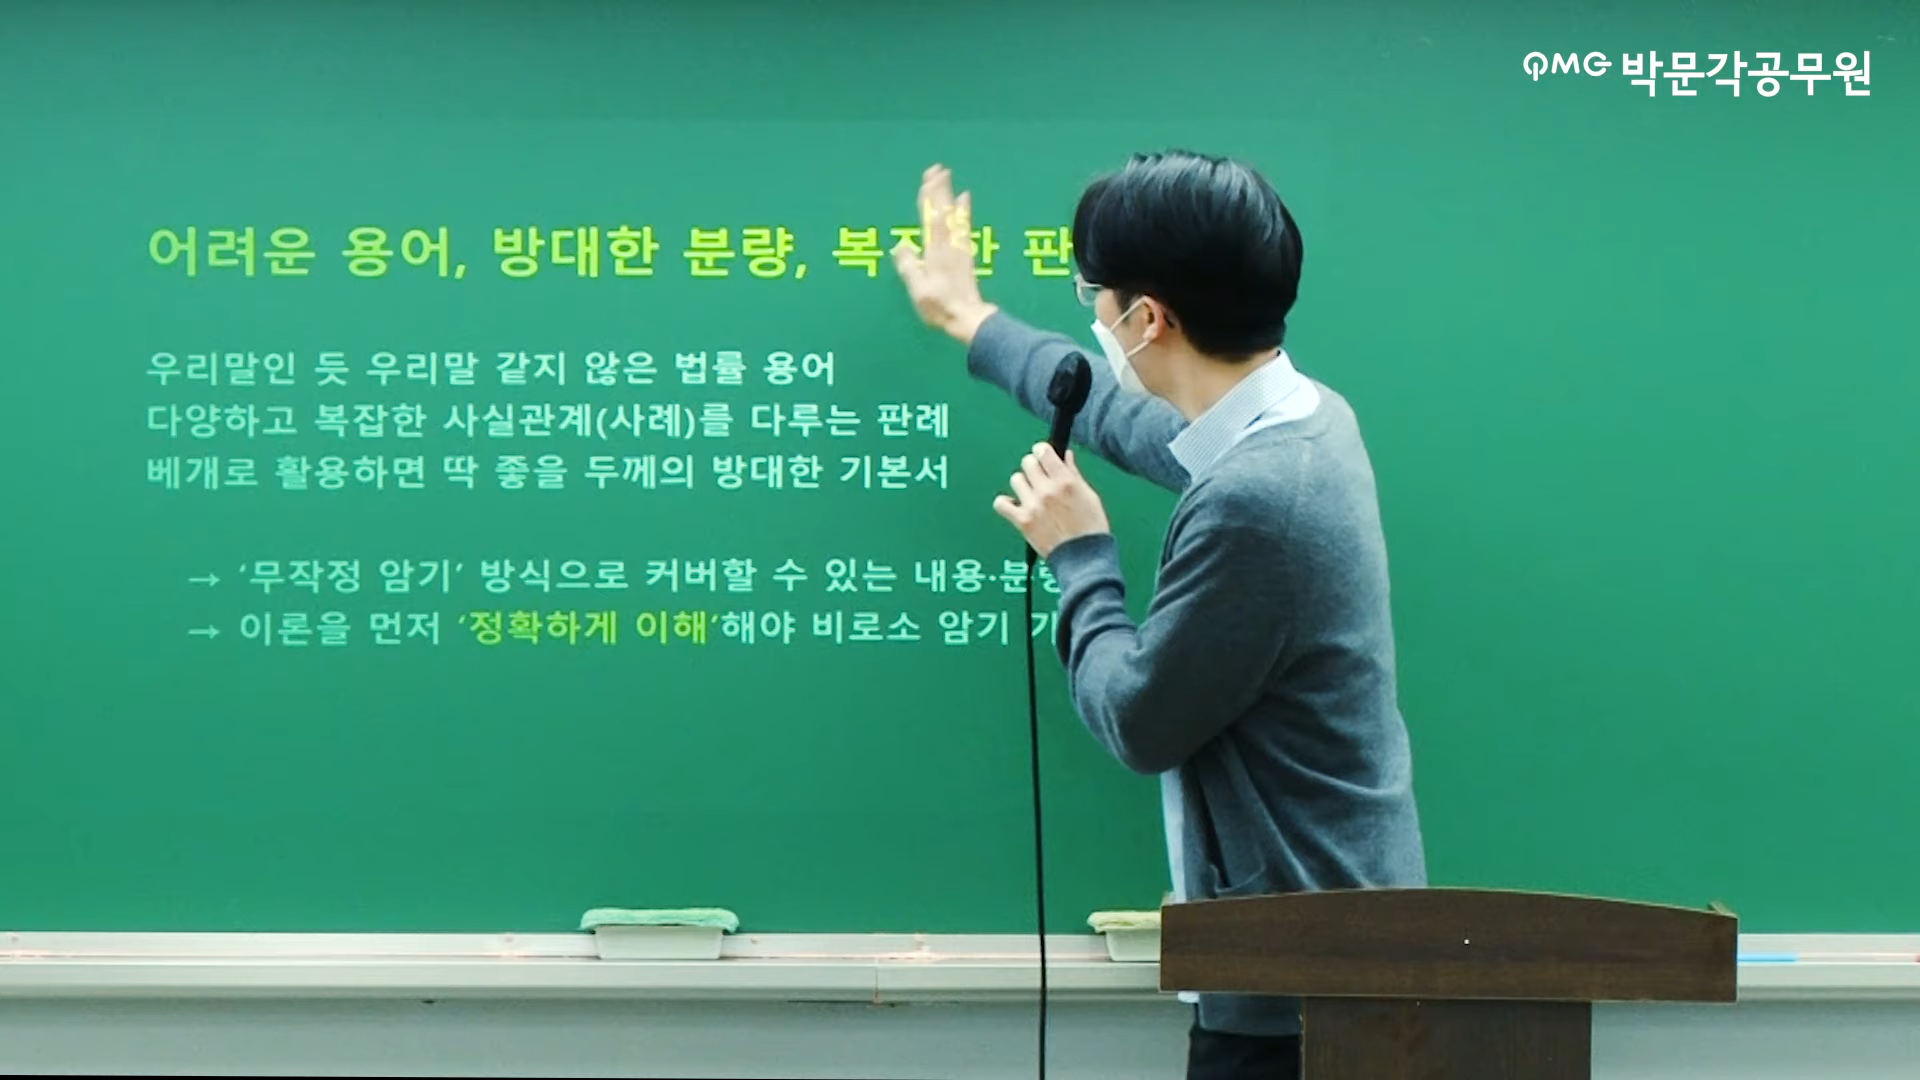 PMG 박문각공무원
어려운 용어, 방대한 분량,
우리말인 듯 우리말 같지 않은 법률 용어
다양하고 복잡한 사실관계(사례)를 다루는 판례
베개로 활용하면 딱 좋을 두께의 방대한 기본서
→ ‘무작정 암기’ 방식으로 커버할 수 있는 내용·분량
→ 이론을 먼저 ‘정확하게 이해’해야 비로소 암기